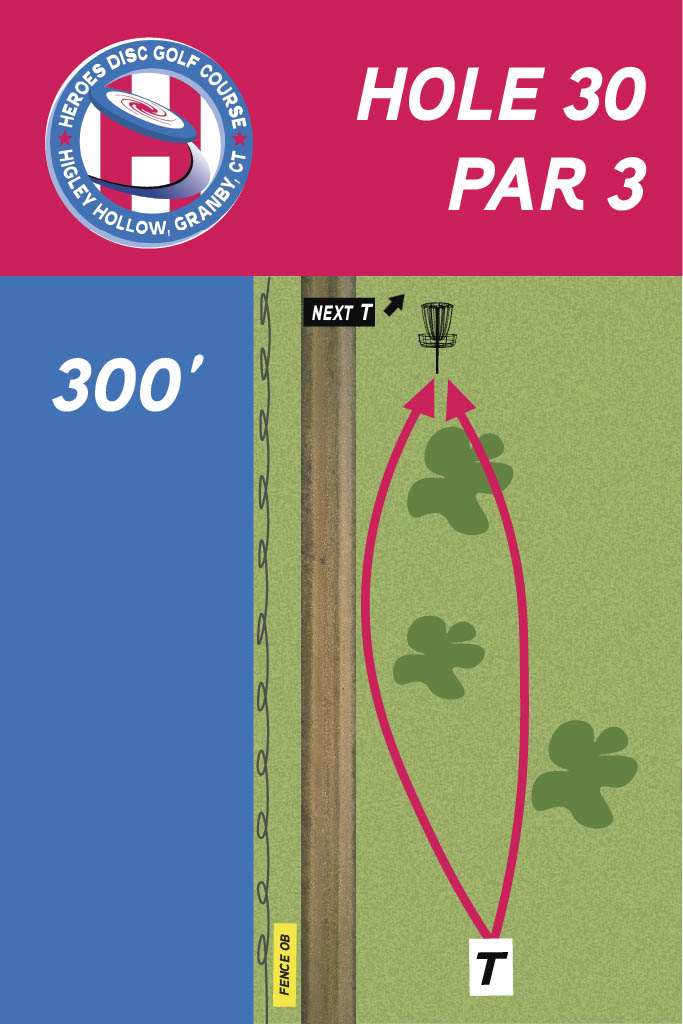 HEROES DISC GOLF COURSE
HIGLEY HOLLOW, GRANBY, CT
HOLE 30
PAR 3
300'
NEXT T
FENCE OB
T